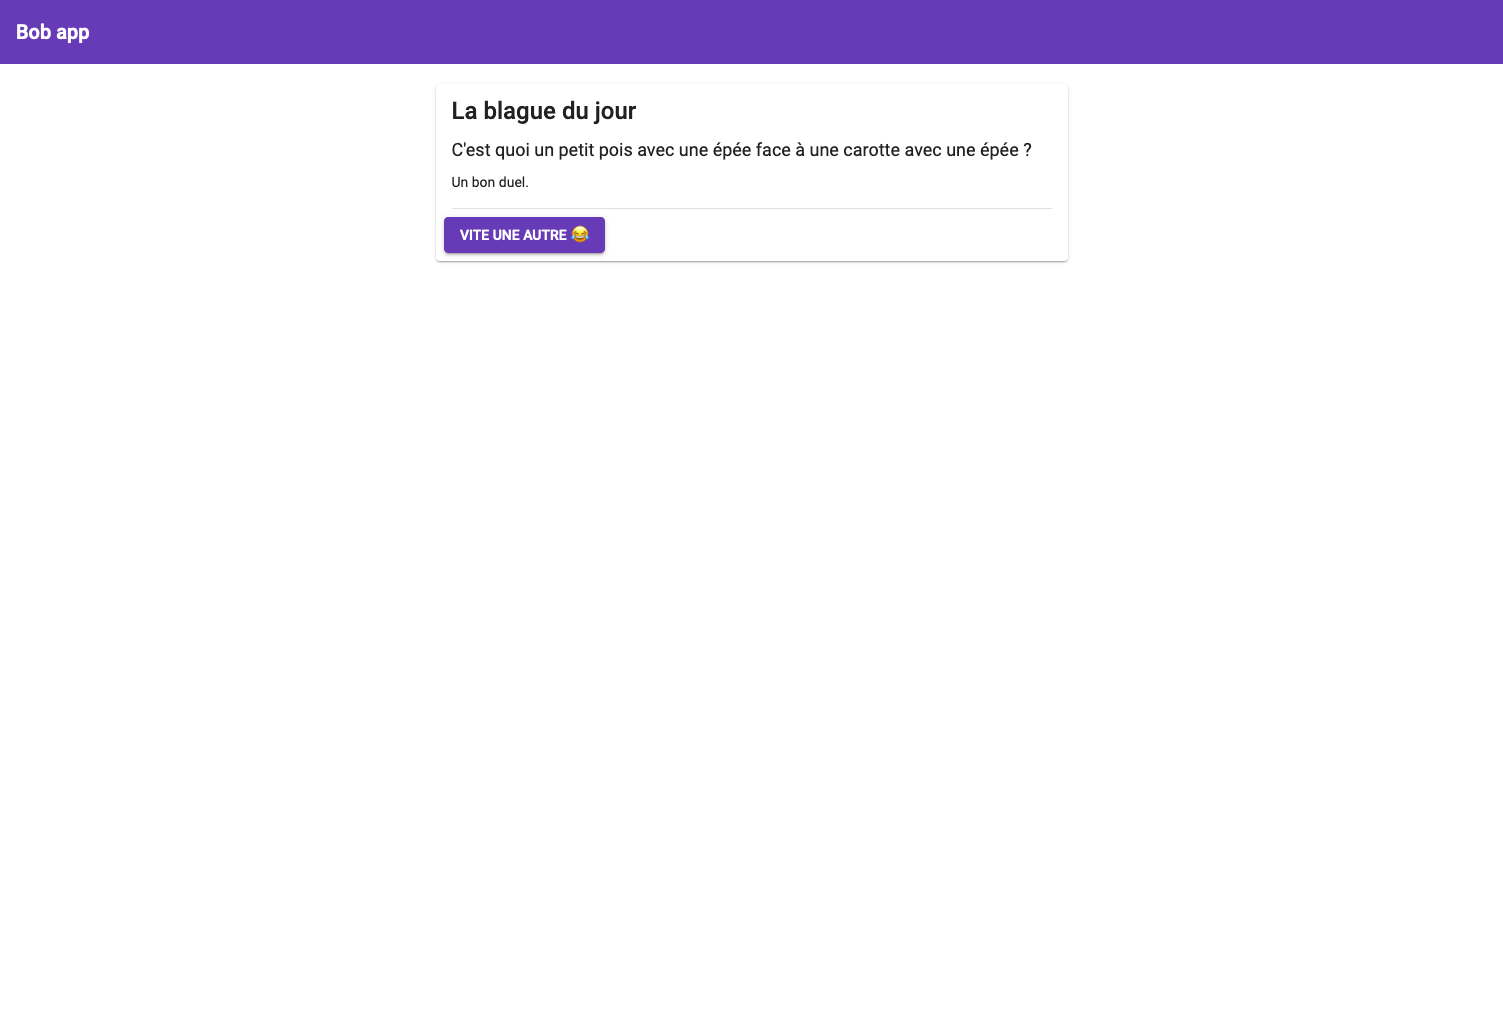 Bob app
La blague du jour
C'est quoi un petit pois avec une épée face à une carotte avec une épée ?
Un bon duel.
VITE UNE AUTRE 😂